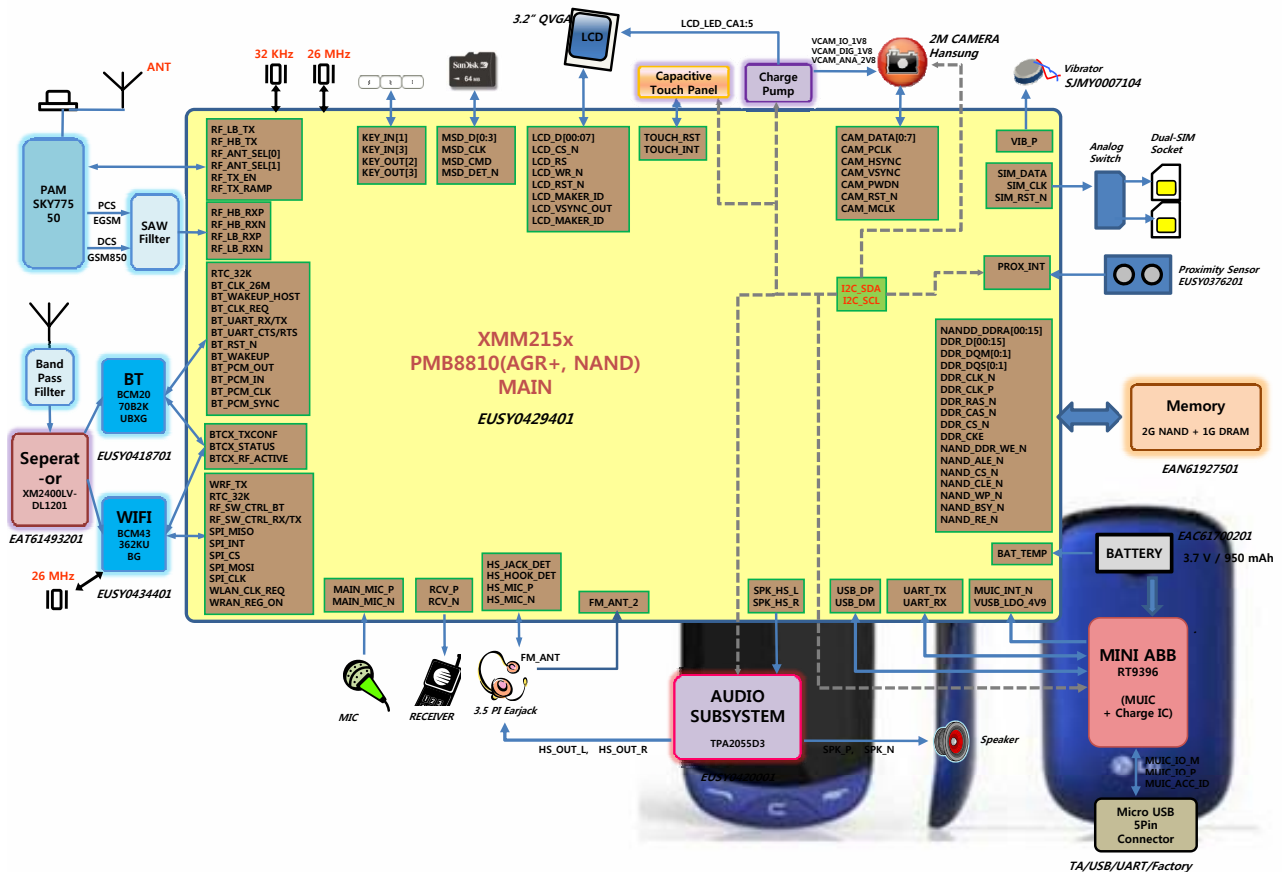 3.2" QVGA
LCD
LCD_LED_CA1:5
VCAM_IO_1V8
VCAM_DIG_1V8
VCAM_ANA_2V8
2M CAMERA
Hansung
32 KHz
26 MHz
ANT
SanDisk
64 MB
Capacitive
Touch Panel
Charge
Pump
Vibrator
SJMY0007104
Analog
Switch
Dual-SIM
Socket
PAM
SKY775
50
PCS
EGSM
DCS
GSM850
SAW
Fillter
RF_LB_TX
RF_HB_TX
RF_ANT_SEL[0]
RF_ANT_SEL[1]
RF_TX_EN
RF_TX_RAMP
RF_HB_RXP
RF_HB_RXN
RF_LB_RXP
RF_LB_RXN
KEY_IN[1]
KEY_IN[3]
KEY_OUT[2]
KEY_OUT[3]
MSD_D[0:3]
MSD_CLK
MSD_CMD
MSD_DET_N
LCD_D[00:07]
LCD_CS_N
LCD_RS
LCD_WR_N
LCD_RST_N
LCD_MAKER_ID
LCD_VSYNC_OUT
LCD_MAKER_ID
TOUCH_RST
TOUCH_INT
CAM_DATA[0:7]
CAM_PCLK
CAM_HSYNC
CAM_VSYNC
CAM_PWDN
CAM_RST_N
CAM_MCLK
VIB_P
SIM_DATA
SIM_CLK
SIM_RST_N
PROX_INT
Proximity Sensor
EUSY0376201
I2C_SDA
I2C_SCL
RTC_32K
BT_CLK_26M
BT_WAKEUP_HOST
BT_CLK_REQ
BT_UART_RX/TX
BT_UART_CTS/RTS
BT_RST_N
BT_WAKEUP
BT_PCM_OUT
BT_PCM_IN
BT_PCM_CLK
BT_PCM_SYNC
XMM215x
PMB8810(AGR+, NAND)
MAIN
EUSY0429401
Band
Pass
Fillter
BT
BCM20
70B2K
UBXG
EUSY0418701
BTCX_TXCONF
BTCX_STATUS
BTCX_RF_ACTIVE
Seperat
-or
XM2400LV-
DL1201
EAT61493201
WIFI
BCM43
362KU
BG
EUSY0434401
26 MHz
WRF_TX
RTC_32K
RF_SW_CTRL_BT
RF_SW_CTRL_RX/TX
SPI_MISO
SPI_INT
SPI_CS
SPI_MOSI
SPI_CLK
WLAN_CLK_REQ
WRAN_REG_ON
NANDD_DDRA[00:15]
DDR_D[00:15]
DDR_DQM[0:1]
DDR_DQS[0:1]
DDR_CLK_N
DDR_CLK_P
DDR_RAS_N
DDR_CAS_N
DDR_CS_N
DDR_CKE
NAND_DDR_WE_N
NAND_ALE_N
NAND_CS_N
NAND_CLE_N
NAND_WP_N
NAND_BSY_N
NAND_RE_N
Memory
2G NAND + 1G DRAM
EAN61927501
EAC61700201
BAT_TEMP
BATTERY
3.7 V / 950 mAh
MAIN_MIC_P
MAIN_MIC_N
RCV_P
RCV_N
HS_JACK_DET
HS_HOOK_DET
HS_MIC_P
HS_MIC_N
FM_ANT_2
SPK_HS_L
SPK_HS_R
USB_DP
USB_DM
UART_TX
UART_RX
MUIC_INT_N
VUSB_LDO_4V9
FM_ANT
MIC
RECEIVER
3.5 PI Earjack
HS_OUT_L, HS_OUT_R
AUDIO
SUBSYSTEM
TPA2055D3
EUSY0420001
SPK_P, SPK_N
Speaker
MINI ABB
RT9396
(MUIC
+ Charge IC)
LG
MUIC_IO_M
MUIC_IO_P
MUIC_ACC_ID
Micro USB
5Pin
Connector
TA/USB/UART/Factory